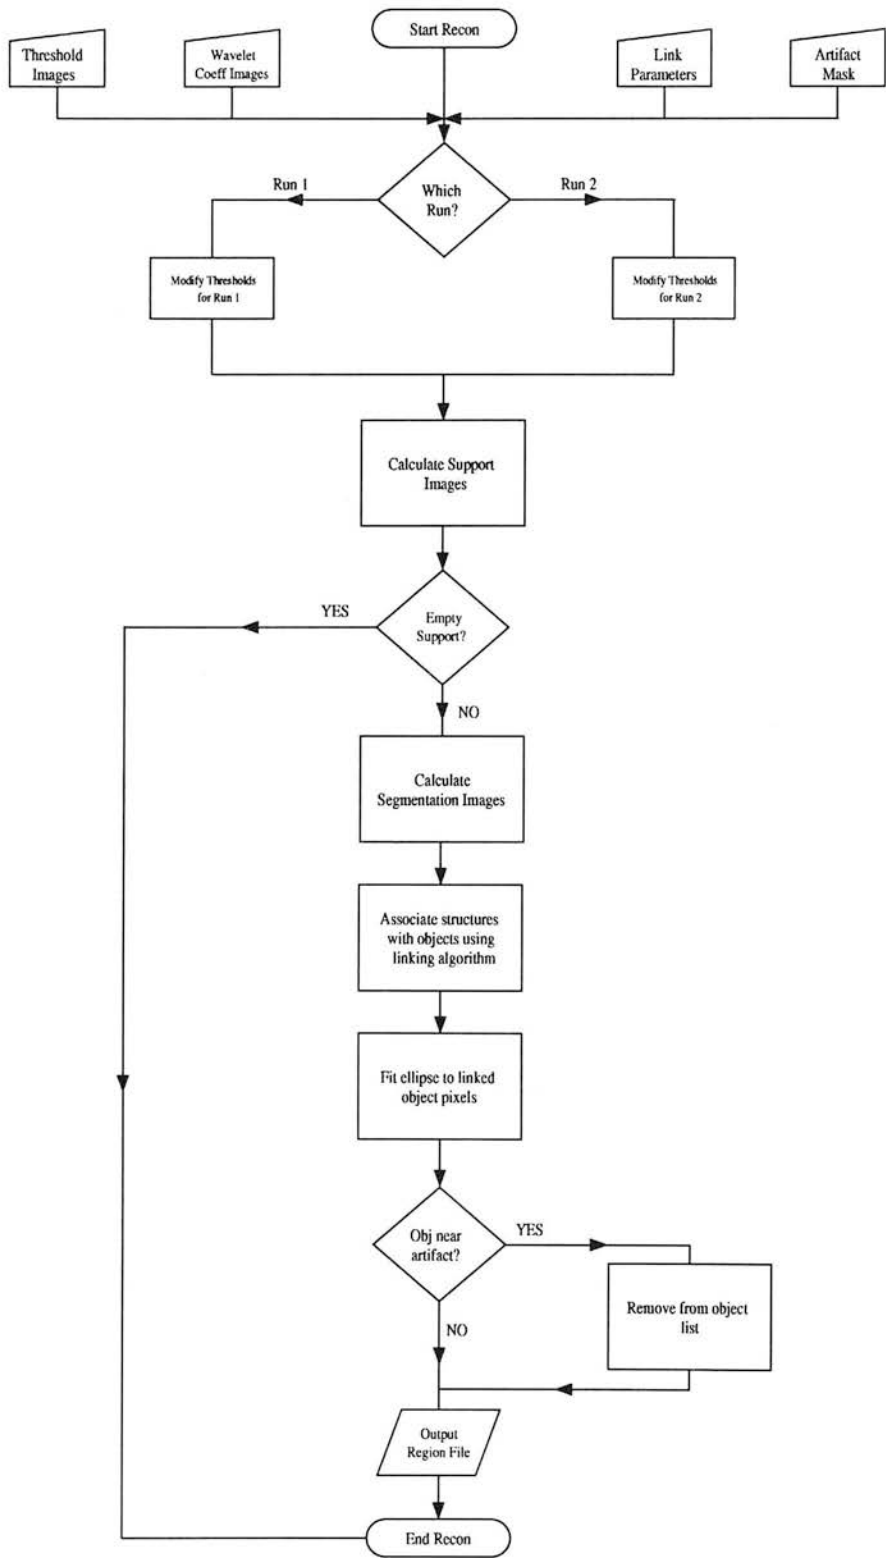 Start Recon
Threshold
Images
Wavelet
Coeff Images
Link
Parameters
Artifact
Mask
Which
Run?
Run 1
Run 2
Modify Thresholds
for Run 1
Modify Thresholds
for Run 2
Calculate Support
Images
Empty
Support?
YES
NO
Calculate
Segmentation Images
Associate structures
with objects using
linking algorithm
Fit ellipse to linked
object pixels
Obj near
artifact?
YES
NO
Remove from object
list
Output
Region File
End Recon